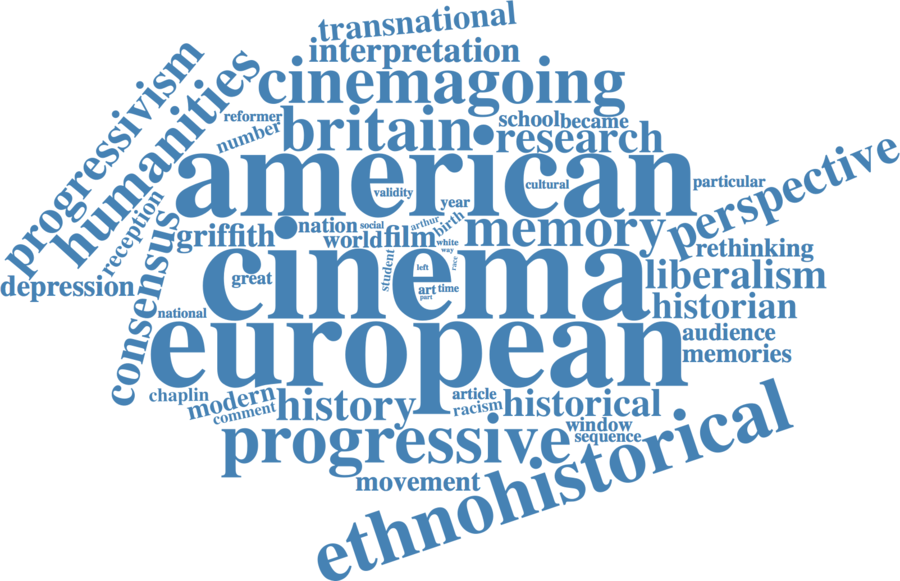 transnational
interpretation
cinemagoing
progressivism
humanities
reformer
number
britain
schoolbecame
research
american
validity
cultural
particular
perspective
year
reception
consensus
griffith
nation
social
arthur
birth
memory
rethinking
world
film
white
way
race
student
left
cinema
great
art
time
part
liberalism
depression
national
historian
european
audience
memories
chaplin
modern
comment
history
article
racism
historical
window
sequence
progressive
movement
ethnohistorical